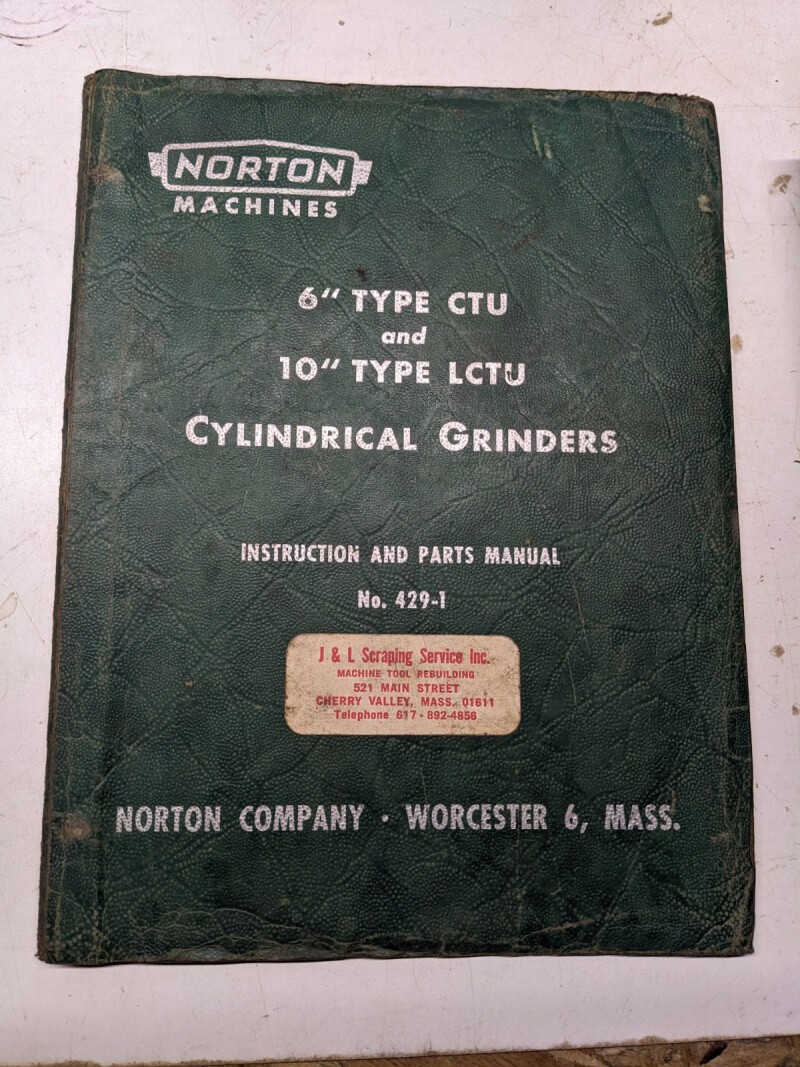 NORTON
MACHINES
6" TYPE CTU
and
10" TYPE LCTU
CYLINDRICAL GRINDERS
INSTRUCTION AND PARTS MANUAL
No. 429-1
J & L Scraping Service Inc.
MACHINE TOOL REBUILDING
521 MAIN STREET
CHERRY VALLEY, MASS. 01611
Telephone 617 • 892-4856
NORTON COMPANY • WORCESTER 6, MASS.